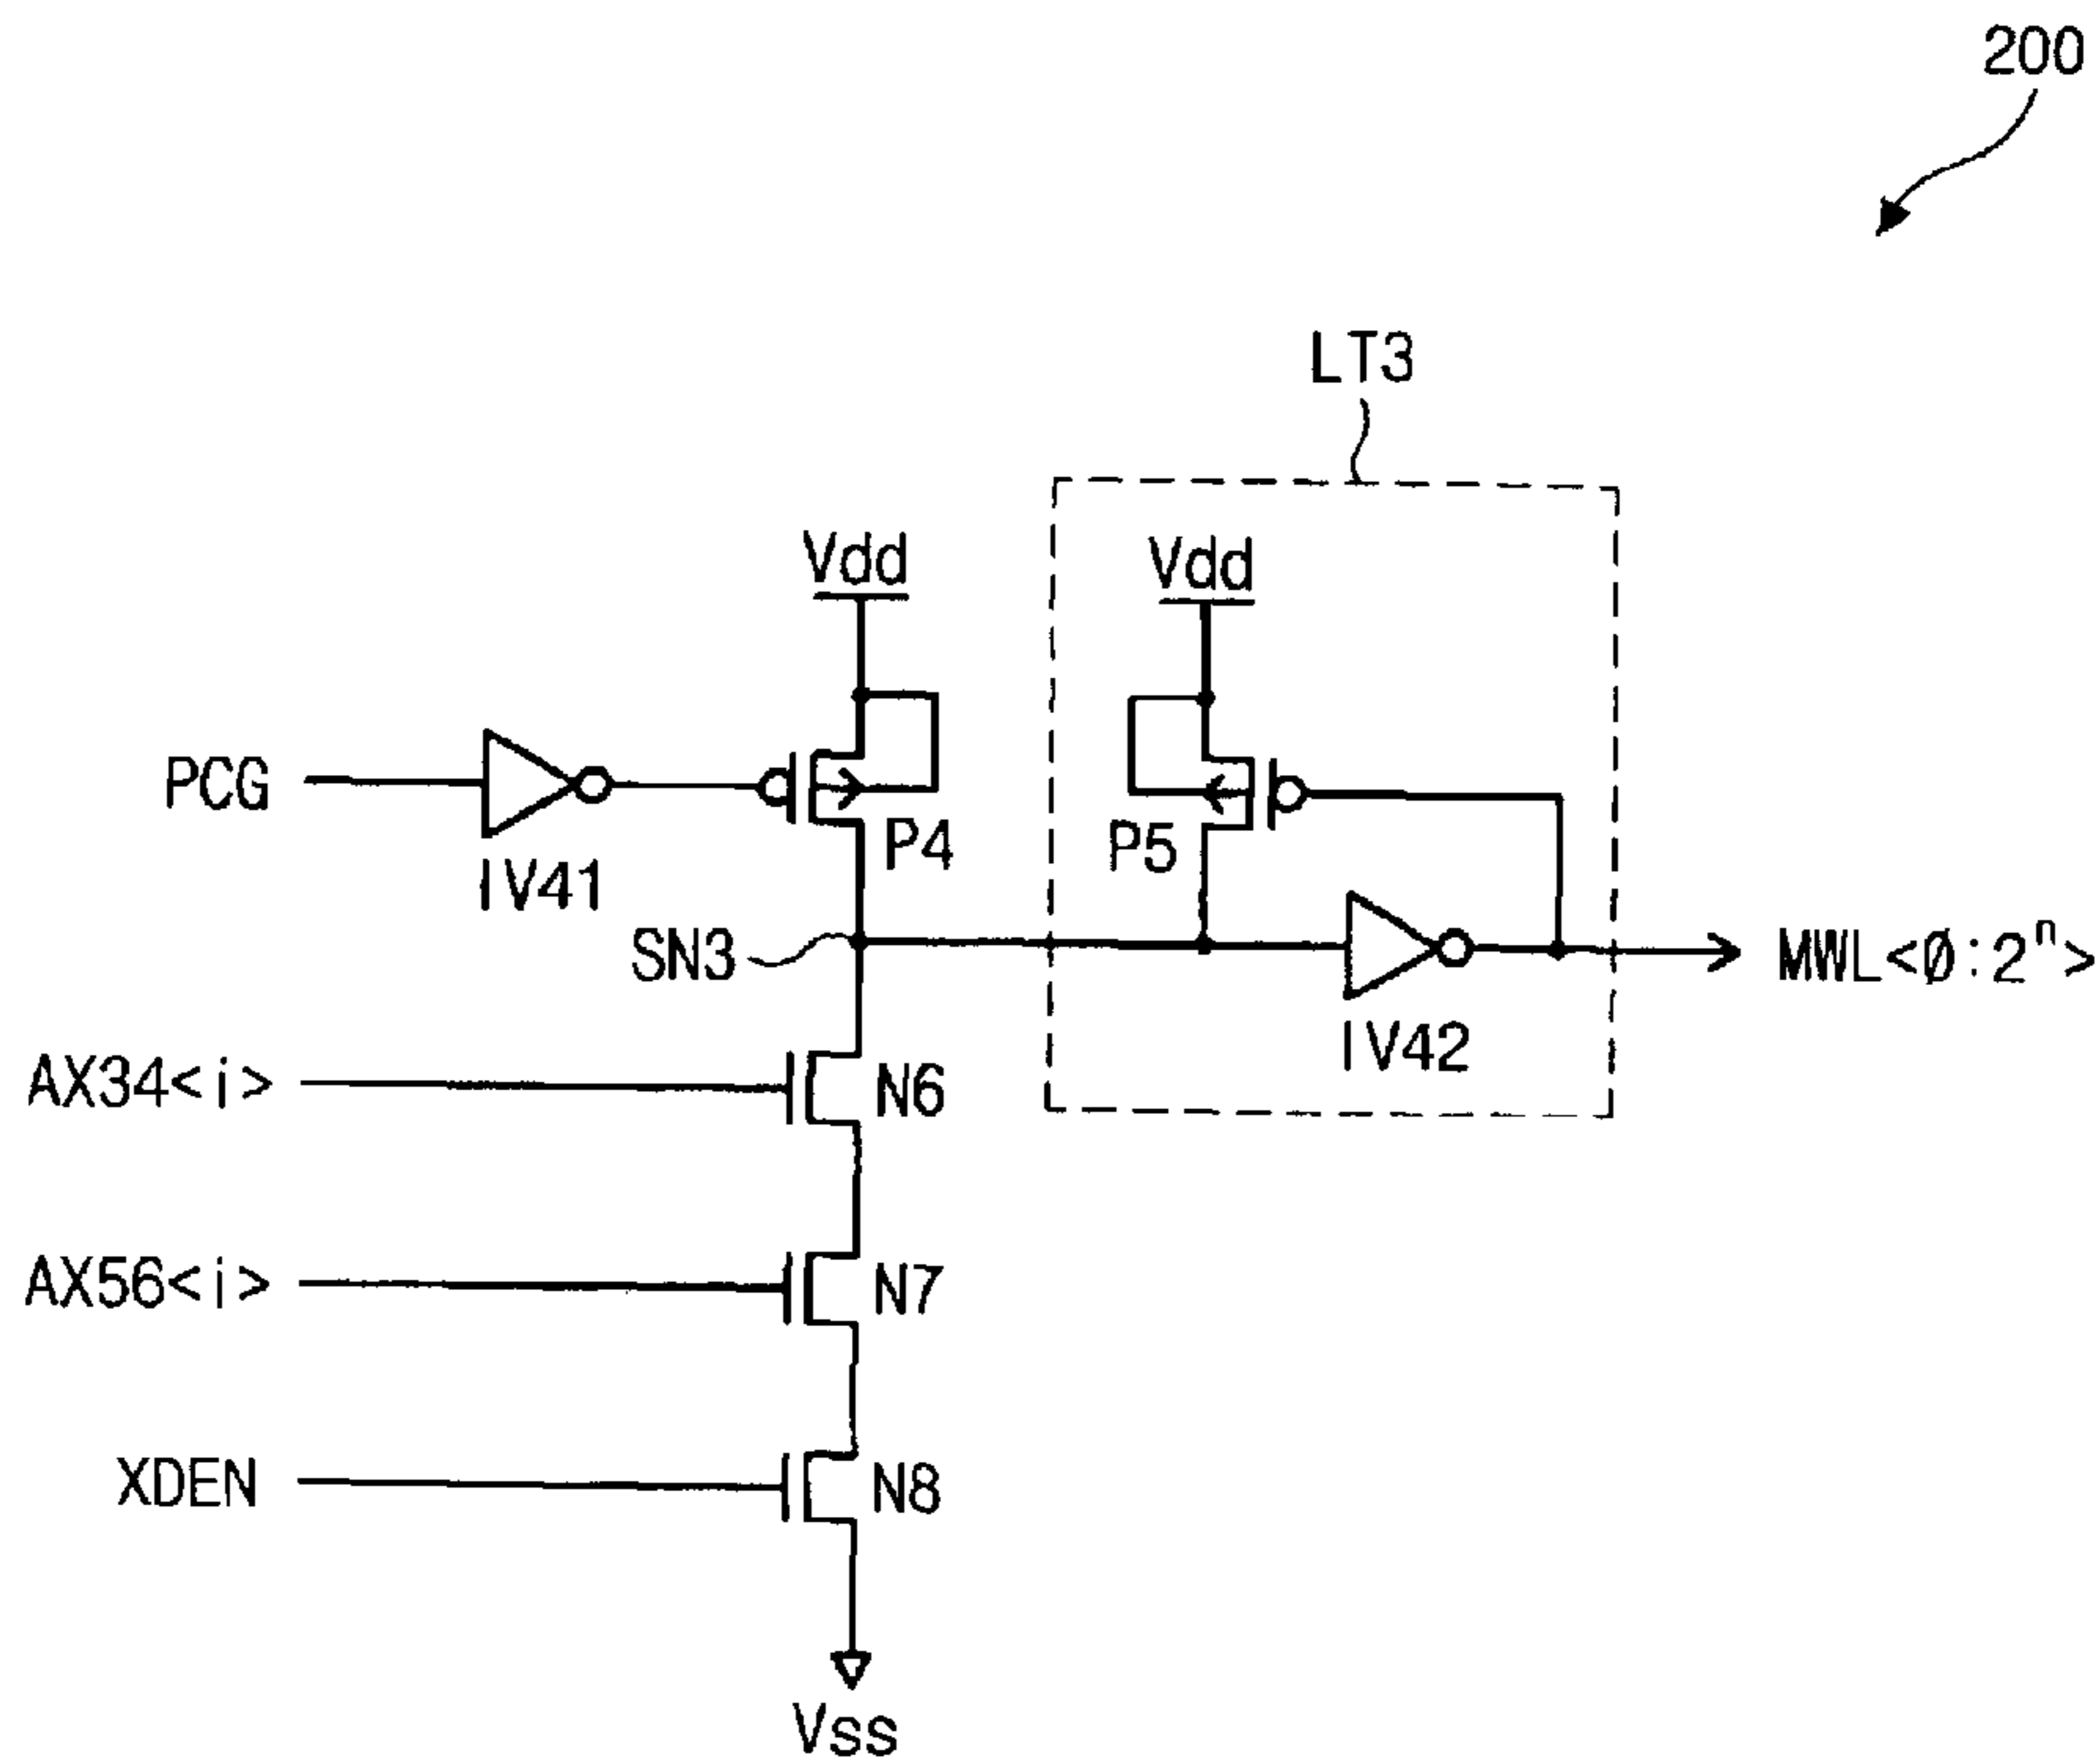 200
LT3
Vdd
Vdd
PCG
IV41
P4
P5
SN3
MWL<0:2ⁿ>
IV42
AX34<i>
N6
AX56<i>
N7
XDEN
N8
Vss